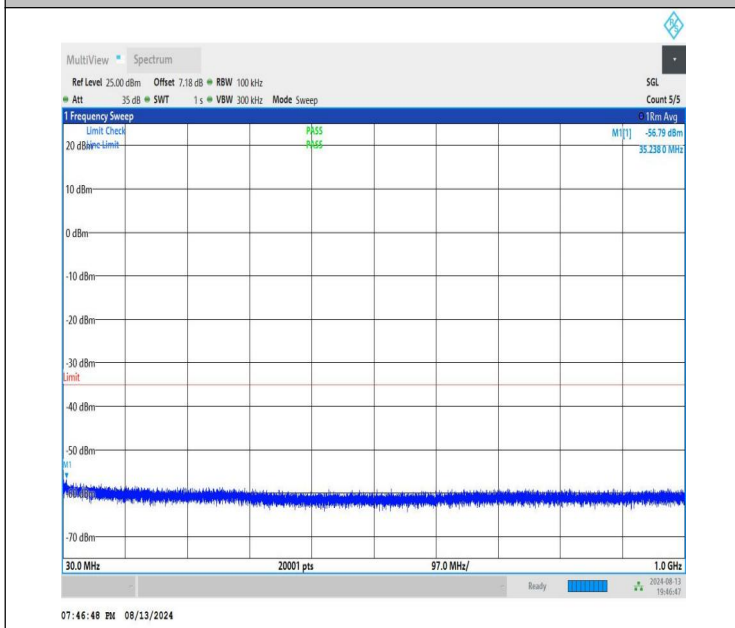 MultiView Spectrum
Ref Level 25.00 dBm Offset 7.18 dB RBW 100 kHz SGL
Att 35 dB SWT 1 s VBW 300 kHz Mode Sweep Count 5/5
1 Frequency Sweep 1Rm Avg
Limit Check PASS M1[1] -56.79 dBm
20 dBm Line Limit PASS 35.238 0 MHz
10 dBm
0 dBm
-10 dBm
-20 dBm
-30 dBm
Limit
-40 dBm
-50 dBm
M1
-70 dBm
30.0 MHz 20001 pts 97.0 MHz/ 1.0 GHz
Ready 2024-08-13
19:46:47
07:46:48 PM 08/13/2024